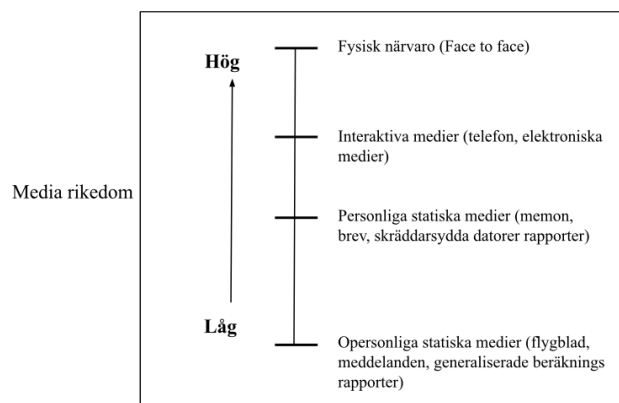 Fysisk närvaro (Face to face)
Hög
Interaktiva medier (telefon, elektroniska
medier)
Media rikedom
Personliga statiska medier (memon,
brev, skräddarsydda datorer rapporter)
Låg
Opersonliga statiska medier (flygblad,
meddelanden, generaliserade beräknings
rapporter)